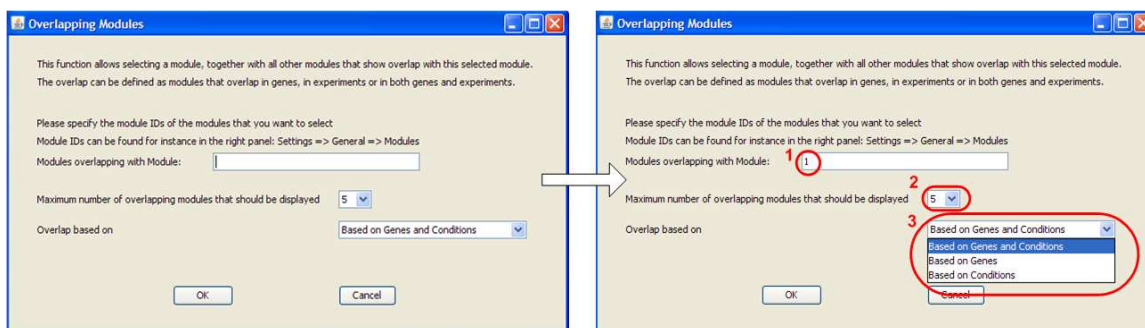 Overlapping Modules
This function allows selecting a module, together with all other modules that show overlap with this selected module.
The overlap can be defined as modules that overlap in genes, in experiments or in both genes and experiments.
Please specify the module IDs of the modules that you want to select
Module IDs can be found for instance in the right panel: Settings => General => Modules
Modules overlapping with Module:
Maximum number of overlapping modules that should be displayed 5
Overlap based on Based on Genes and Conditions
OK Cancel
Overlapping Modules
This function allows selecting a module, together with all other modules that show overlap with this selected module.
The overlap can be defined as modules that overlap in genes, in experiments or in both genes and experiments.
Please specify the module IDs of the modules that you want to select
Module IDs can be found for instance in the right panel: Settings => General => Modules
Modules overlapping with Module: 1 1
2
Maximum number of overlapping modules that should be displayed 5
Overlap based on 3 Based on Genes and Conditions
Based on Genes and Conditions
Based on Genes
Based on Conditions
OK Cancel